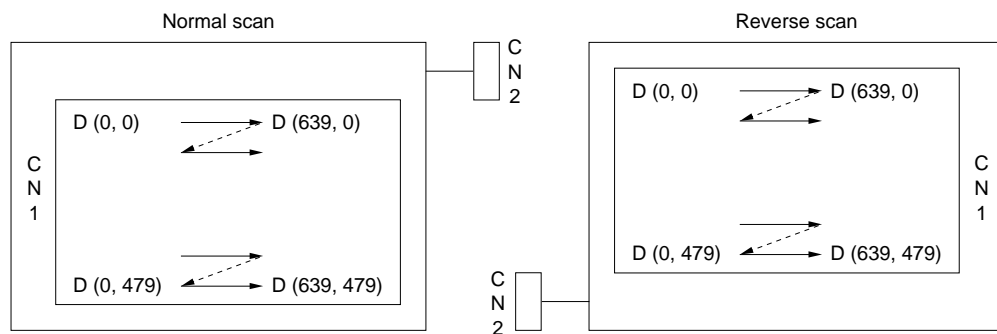 Normal scan
C
N
2
D (0, 0)
D (639, 0)
C
N
1
D (0, 479)
D (639, 479)
Reverse scan
D (0, 0)
D (639, 0)
C
N
1
D (0, 479)
D (639, 479)
C
N
2